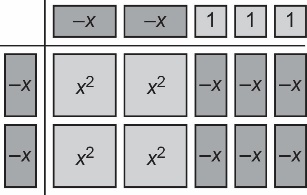 –x –x 1 1 1
–x x² x² –x –x –x
–x x² x² –x –x –x